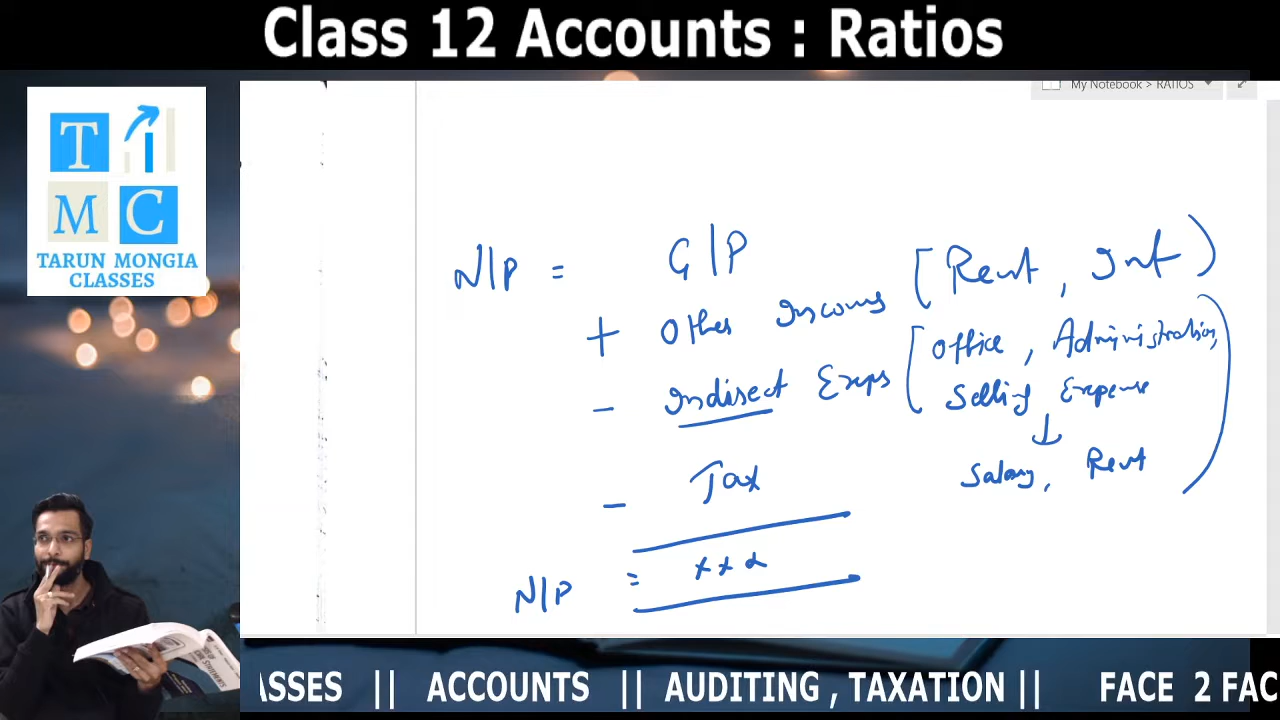 Class 12 Accounts : Ratios
My Notebook > RATIOS
T
M C
TARUN MONGIA
CLASSES
N/P = G/P
+ Other Incomes [Rent, Int)
- Indirect Exps [Office, Administration,
Selling Expense
Salary, Rent
- Tax
N/P = xxx
ASSES || ACCOUNTS || AUDITING , TAXATION || FACE 2 FAC